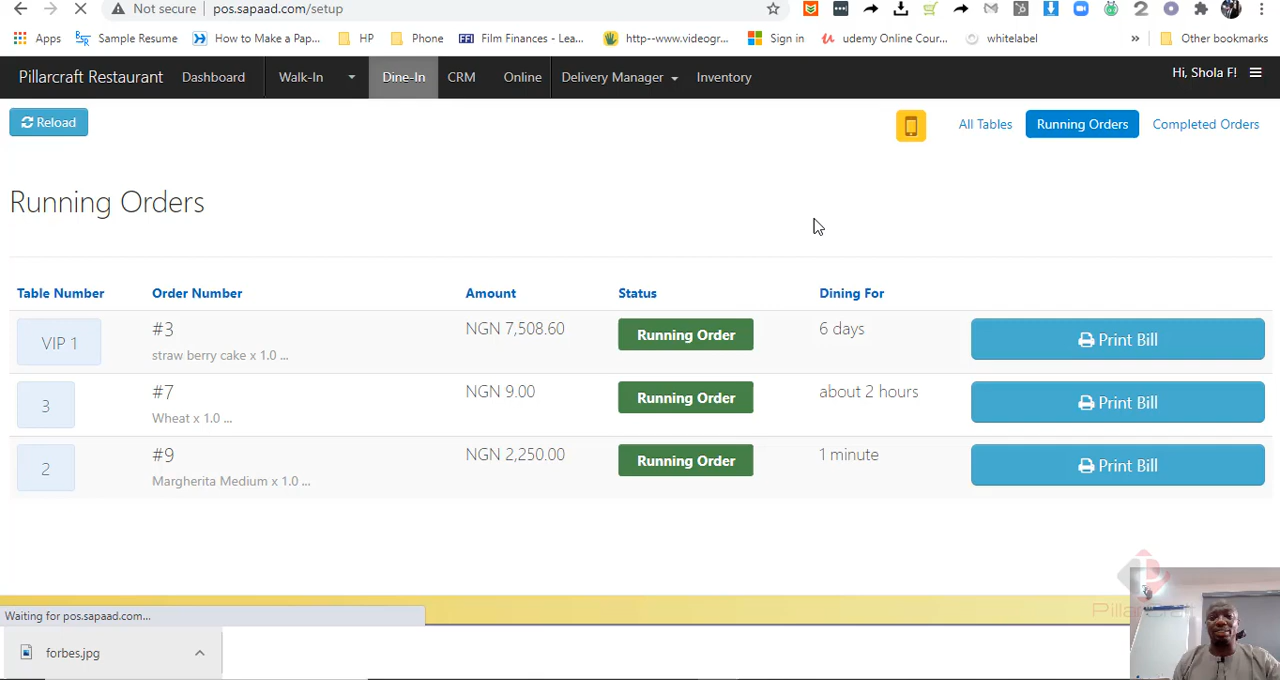 Not secure | pos.sapaad.com/setup
Apps Sample Resume How to Make a Pap... HP Phone FFI Film Finances - Lea... http--www.videogr... Sign in udemy Online Cour... whitelabel » Other bookmarks
Pillarcraft Restaurant Dashboard Walk-In Dine-In CRM Online Delivery Manager Inventory Hi, Shola F!
Reload All Tables Running Orders Completed Orders
Running Orders
Table Number Order Number Amount Status Dining For
VIP 1 #3 NGN 7,508.60 Running Order 6 days Print Bill
straw berry cake x 1.0 ...
3 #7 NGN 9.00 Running Order about 2 hours Print Bill
Wheat x 1.0 ...
2 #9 NGN 2,250.00 Running Order 1 minute Print Bill
Margherita Medium x 1.0 ...
Waiting for pos.sapaad.com...
forbes.jpg